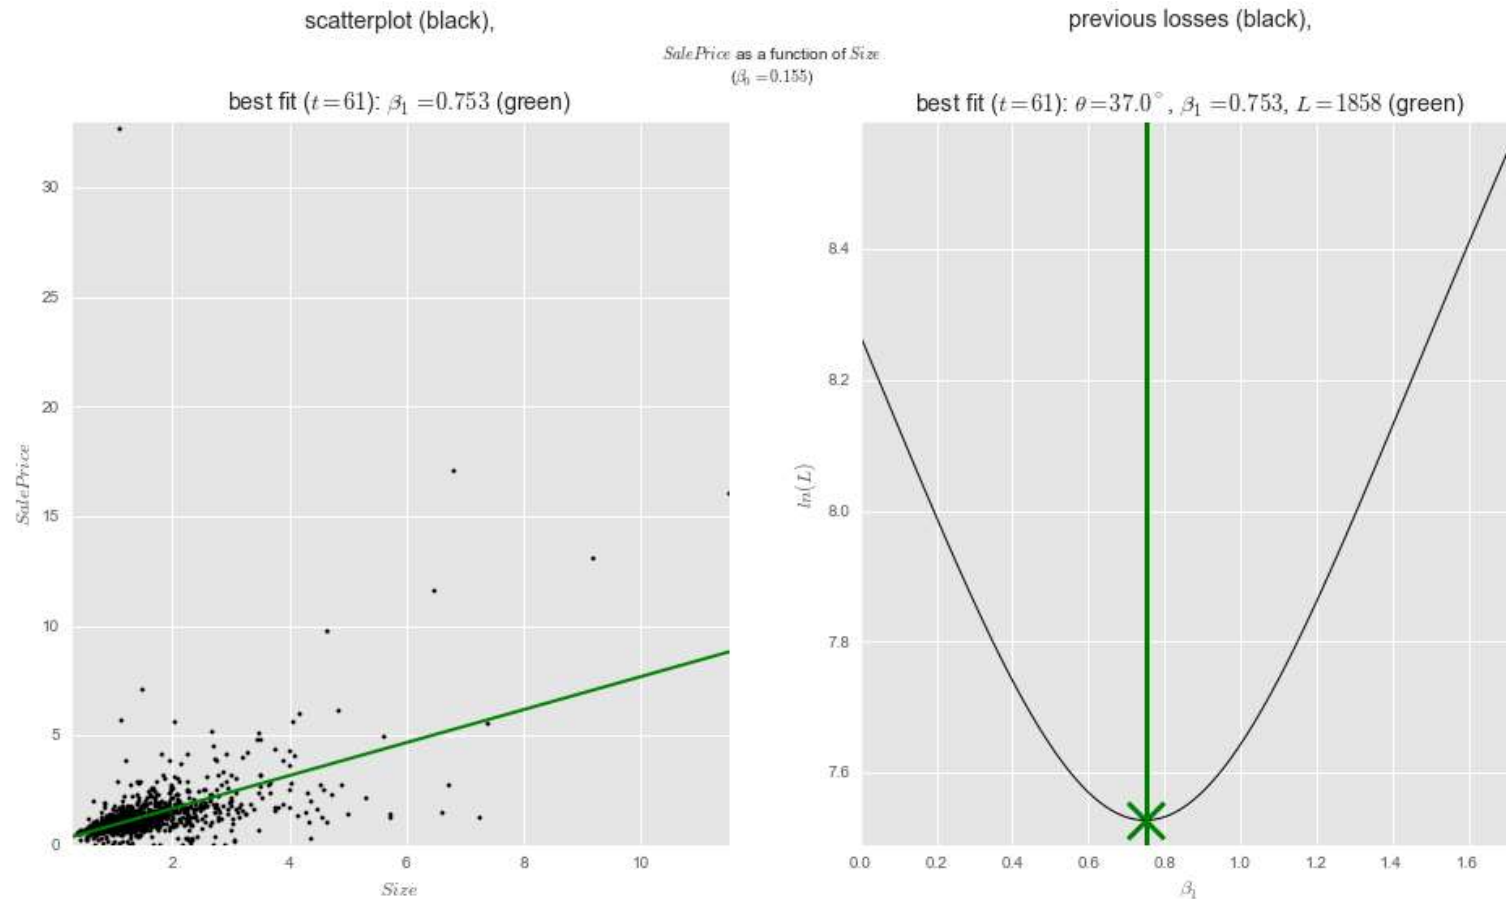 scatterplot (black),
previous losses (black),
SalePrice as a function of Size
(β₀ = 0.155)
best fit (t = 61): β₁ = 0.753 (green)
best fit (t = 61): θ = 37.0°, β₁ = 0.753, L = 1858 (green)
30
25
20
15
10
5
0
SalePrice
2
4
6
8
10
Size
8.4
8.2
8.0
7.8
7.6
ln(L)
0.0
0.2
0.4
0.6
0.8
1.0
1.2
1.4
1.6
β₁